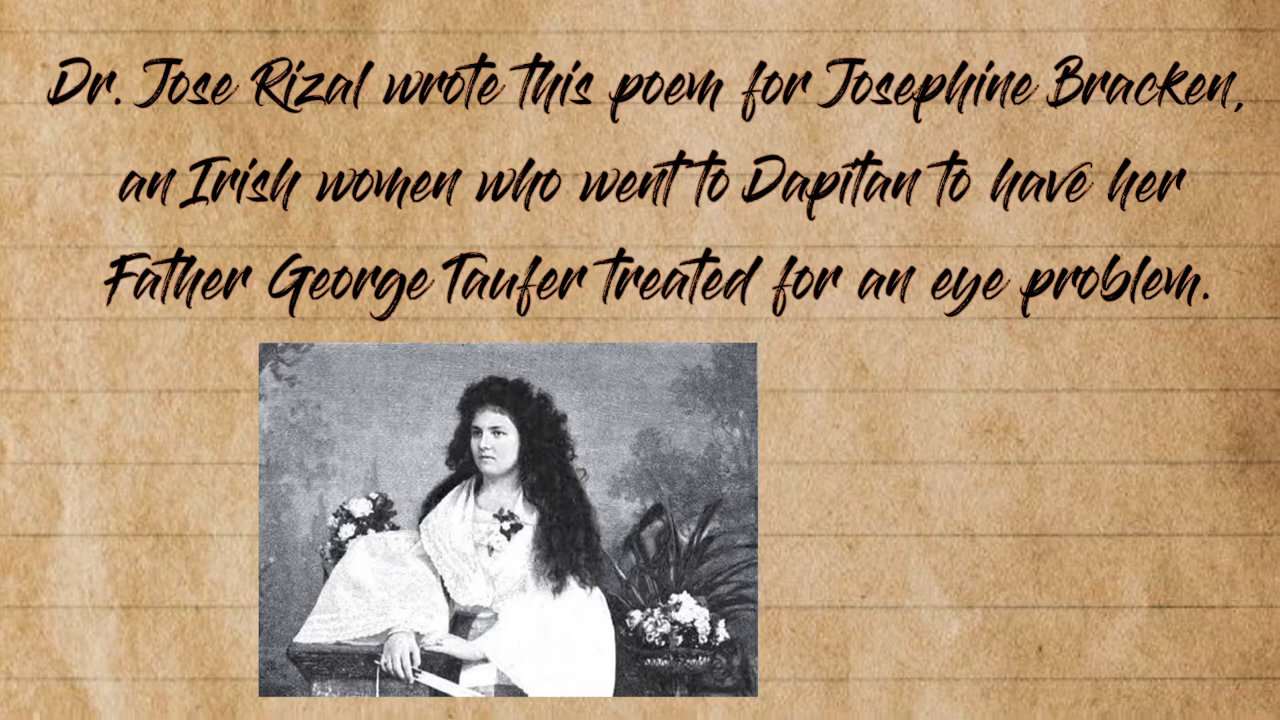 Dr. Jose Rizal wrote this poem for Josephine Bracken,
an Irish women who went to Dapitan to have her
Father George Taufer treated for an eye problem.